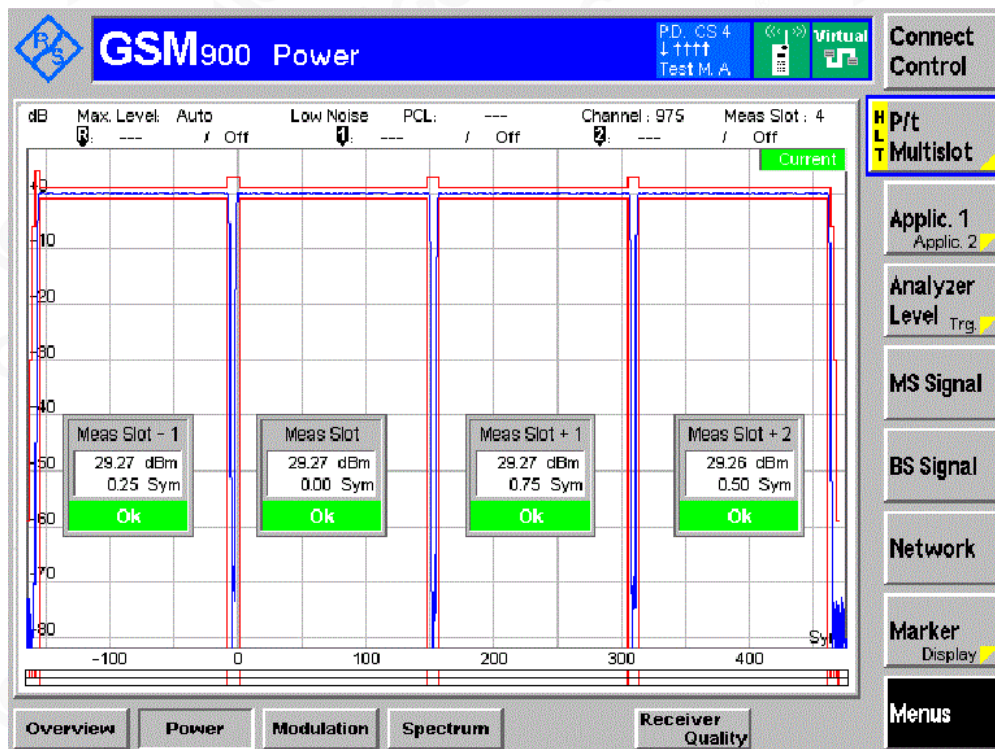 R/S
GSM900 Power
P.D. CS 4
↓↑↑↑↑
Test M. A.
Virtual
Connect
Control
dB Max. Level: Auto Low Noise PCL: --- Channel : 975 Meas Slot : 4
R: --- / Off 1: --- / Off 2: --- / Off
Current
HLT
P/t
Multislot
Applic. 1
Applic. 2
Analyzer
Level Trg.
MS Signal
BS Signal
Network
Marker
Display
Menus
+0
-10
-20
-30
-40
-50
-60
-70
-80
Meas Slot - 1
29.27 dBm
0.25 Sym
Ok
Meas Slot
29.27 dBm
0.00 Sym
Ok
Meas Slot + 1
29.27 dBm
0.75 Sym
Ok
Meas Slot + 2
29.26 dBm
0.50 Sym
Ok
-100 0 100 200 300 400
Overview Power Modulation Spectrum Receiver Quality